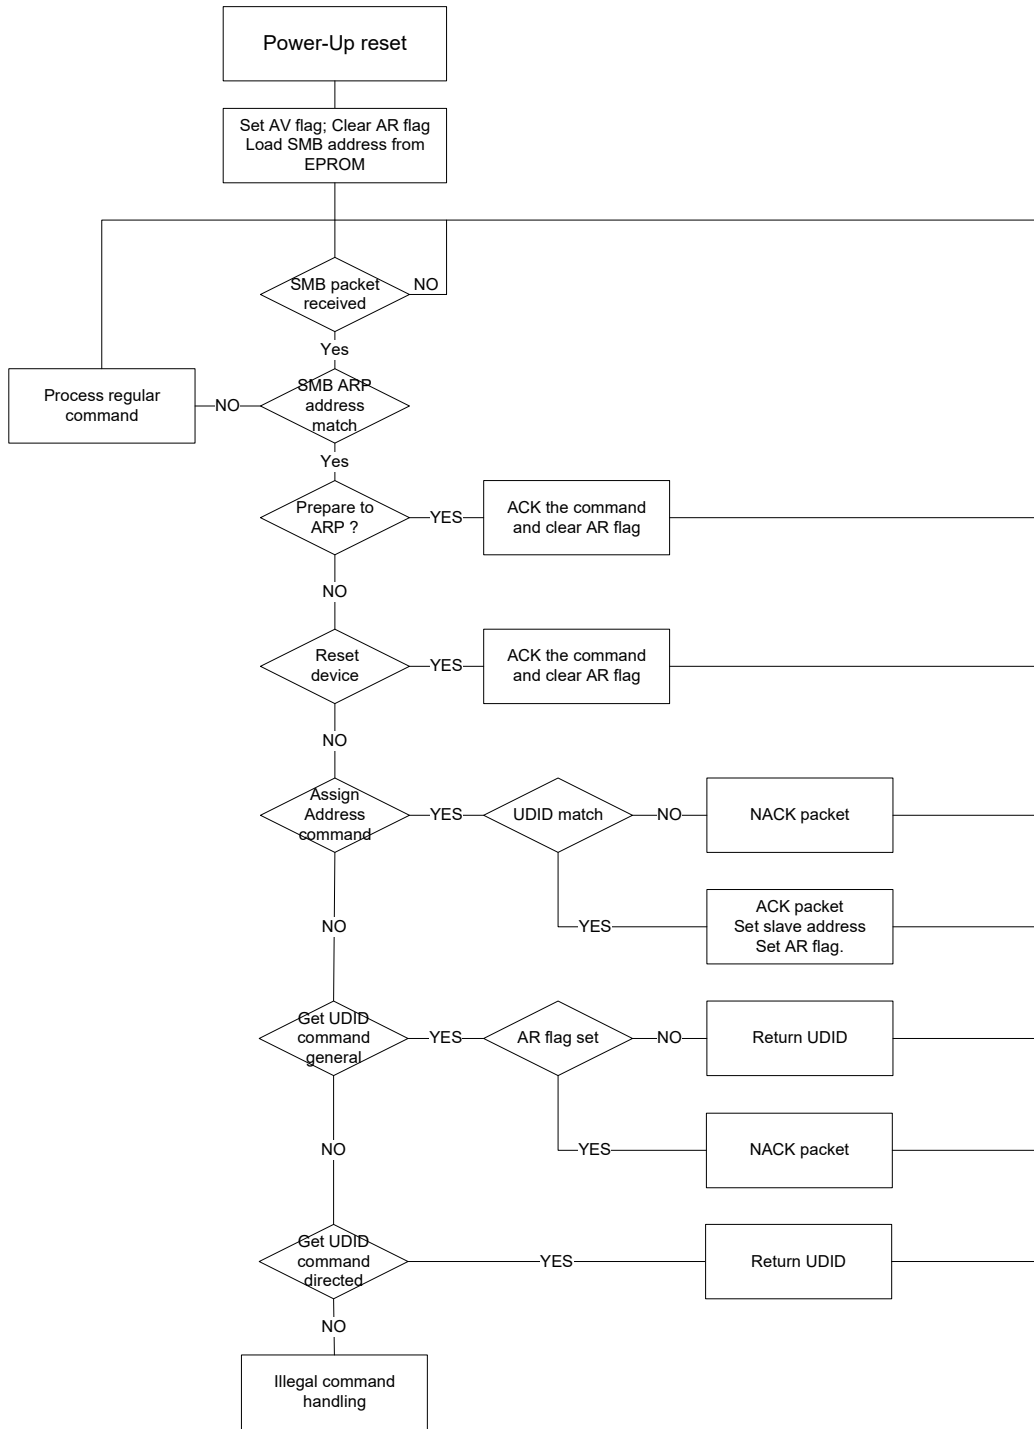 Power-Up reset
Set AV flag; Clear AR flag
Load SMB address from
EPROM
SMB packet
received
NO
Yes
SMB ARP
address
match
NO
Process regular
command
Yes
Prepare to
ARP ?
YES
ACK the command
and clear AR flag
NO
Reset
device
YES
ACK the command
and clear AR flag
NO
Assign
Address
command
YES
UDID match
NO
NACK packet
YES
ACK packet
Set slave address
Set AR flag.
NO
Get UDID
command
general
YES
AR flag set
NO
Return UDID
YES
NACK packet
NO
Get UDID
command
directed
YES
Return UDID
NO
Illegal command
handling